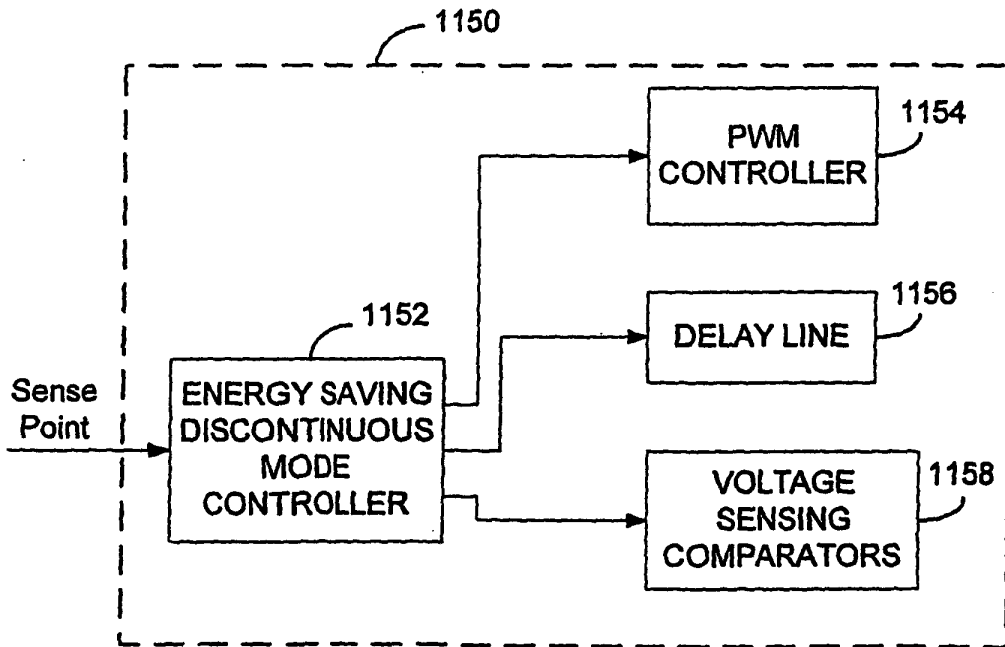 1150
PWM
CONTROLLER
1154
DELAY LINE
1156
1152
Sense
Point
ENERGY SAVING
DISCONTINUOUS
MODE
CONTROLLER
VOLTAGE
SENSING
COMPARATORS
1158